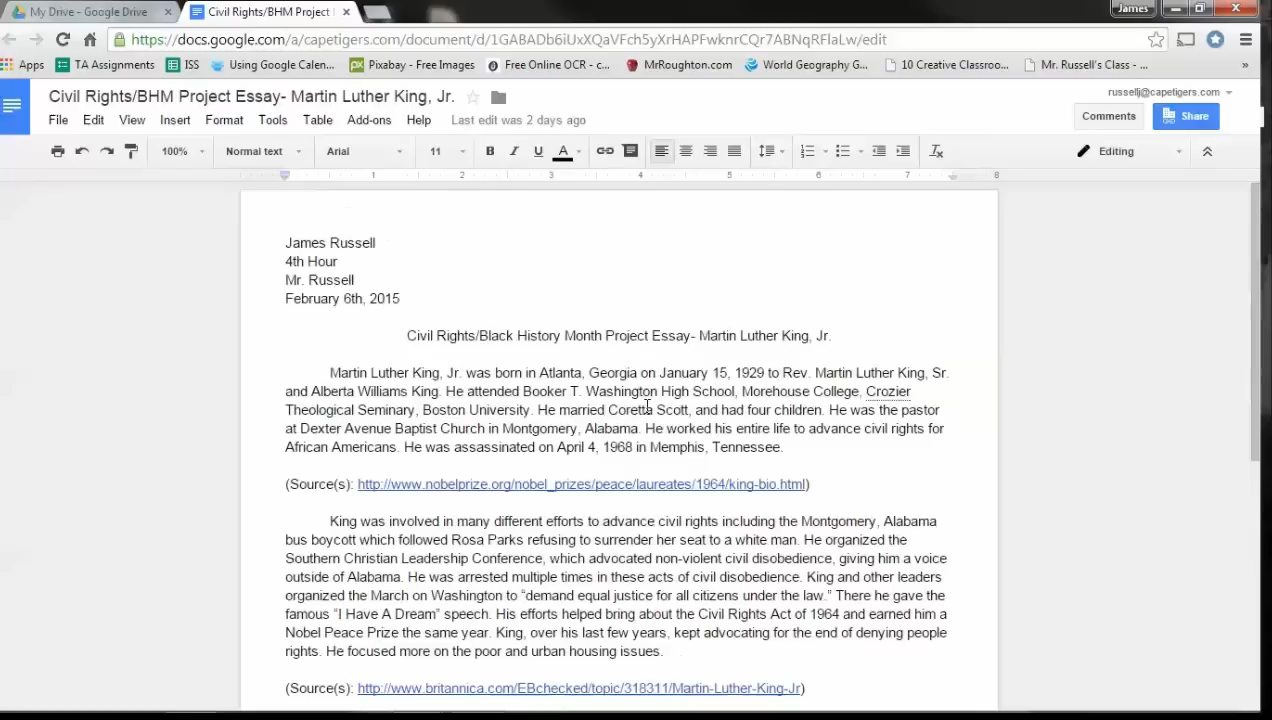 My Drive - Google Drive
Civil Rights/BHM Project
James
https://docs.google.com/a/capetigers.com/document/d/1GABADb6iUxXQaVFch5yXrHAPFwknrCQr7ABNqRFlaLw/edit
Apps TA Assignments ISS Using Google Calen... Pixabay - Free Images Free Online OCR - c... MrRoughton.com World Geography G... 10 Creative Classroo... Mr. Russell's Class - ... »
Civil Rights/BHM Project Essay- Martin Luther King, Jr.
russellj@capetigers.com
File Edit View Insert Format Tools Table Add-ons Help Last edit was 2 days ago
Comments Share
100% Normal text Arial 11 B I U A Editing
1 2 3 4 5 6 7 8
James Russell
4th Hour
Mr. Russell
February 6th, 2015
Civil Rights/Black History Month Project Essay- Martin Luther King, Jr.
Martin Luther King, Jr. was born in Atlanta, Georgia on January 15, 1929 to Rev. Martin Luther King, Sr.
and Alberta Williams King. He attended Booker T. Washington High School, Morehouse College, Crozier
Theological Seminary, Boston University. He married Coretta Scott, and had four children. He was the pastor
at Dexter Avenue Baptist Church in Montgomery, Alabama. He worked his entire life to advance civil rights for
African Americans. He was assassinated on April 4, 1968 in Memphis, Tennessee.
(Source(s): http://www.nobelprize.org/nobel_prizes/peace/laureates/1964/king-bio.html)
King was involved in many different efforts to advance civil rights including the Montgomery, Alabama
bus boycott which followed Rosa Parks refusing to surrender her seat to a white man. He organized the
Southern Christian Leadership Conference, which advocated non-violent civil disobedience, giving him a voice
outside of Alabama. He was arrested multiple times in these acts of civil disobedience. King and other leaders
organized the March on Washington to “demand equal justice for all citizens under the law.” There he gave the
famous “I Have A Dream” speech. His efforts helped bring about the Civil Rights Act of 1964 and earned him a
Nobel Peace Prize the same year. King, over his last few years, kept advocating for the end of denying people
rights. He focused more on the poor and urban housing issues.
(Source(s): http://www.britannica.com/EBchecked/topic/318311/Martin-Luther-King-Jr)